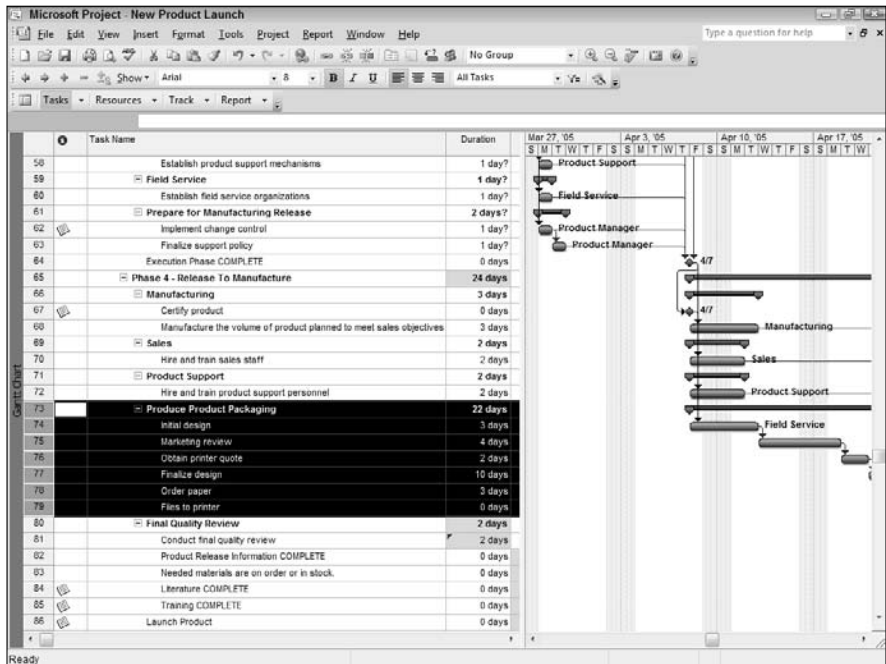 Microsoft Project - New Product Launch
File Edit View Insert Format Tools Project Report Window Help
Type a question for help
No Group
Show Arial 8 B I U All Tasks
Tasks Resources Track Report
Task Name Duration Mar 27, '05 Apr 3, '05 Apr 10, '05 Apr 17, '05
S M T W T F S S M T W T F S S M T W T F S S M T W
58 Establish product support mechanisms 1 day? Product Support
59 Field Service 1 day?
60 Establish field service organizations 1 day? Field Service
61 Prepare for Manufacturing Release 2 days?
62 Implement change control 1 day? Product Manager
63 Finalize support policy 1 day? Product Manager
64 Execution Phase COMPLETE 0 days 4/7
65 Phase 4 - Release To Manufacture 24 days
66 Manufacturing 3 days
67 Certify product 0 days 4/7
68 Manufacture the volume of product planned to meet sales objectives 3 days Manufacturing
69 Sales 2 days
70 Hire and train sales staff 2 days Sales
71 Product Support 2 days
72 Hire and train product support personnel 2 days Product Support
73 Produce Product Packaging 22 days
74 Initial design 3 days Field Service
75 Marketing review 4 days
76 Obtain printer quote 2 days
77 Finalize design 10 days
78 Order paper 3 days
79 Files to printer 0 days
80 Final Quality Review 2 days
81 Conduct final quality review 2 days
82 Product Release Information COMPLETE 0 days
83 Needed materials are on order or in stock. 0 days
84 Literature COMPLETE 0 days
85 Training COMPLETE 0 days
86 Launch Product 0 days
Gantt Chart
Ready